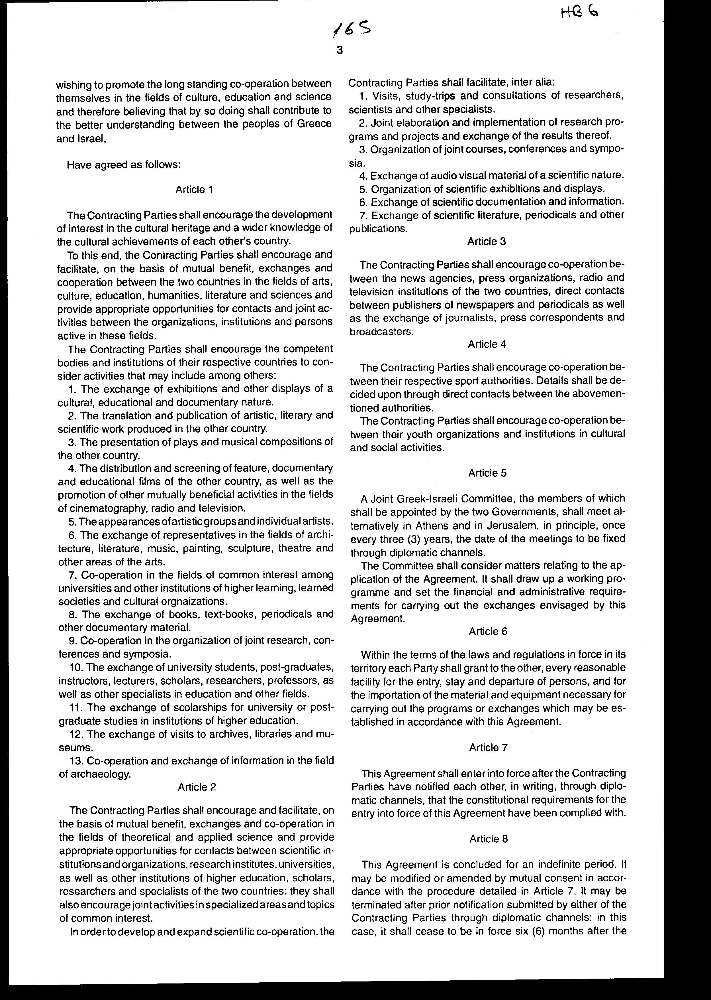 HB 6
165
3
wishing to promote the long standing co-operation between
themselves in the fields of culture, education and science
and therefore believing that by so doing shall contribute to
the better understanding between the peoples of Greece
and Israel,
Have agreed as follows:
Article 1
The Contracting Parties shall encourage the development
of interest in the cultural heritage and a wider knowledge of
the cultural achievements of each other's country.
To this end, the Contracting Parties shall encourage and
facilitate, on the basis of mutual benefit, exchanges and
cooperation between the two countries in the fields of arts,
culture, education, humanities, literature and sciences and
provide appropriate opportunities for contacts and joint ac-
tivities between the organizations, institutions and persons
active in these fields.
The Contracting Parties shall encourage the competent
bodies and institutions of their respective countries to con-
sider activities that may include among others:
1. The exchange of exhibitions and other displays of a
cultural, educational and documentary nature.
2. The translation and publication of artistic, literary and
scientific work produced in the other country.
3. The presentation of plays and musical compositions of
the other country.
4. The distribution and screening of feature, documentary
and educational films of the other country, as well as the
promotion of other mutually beneficial activities in the fields
of cinematography, radio and television.
5. The appearances of artistic groups and individual artists.
6. The exchange of representatives in the fields of archi-
tecture, literature, music, painting, sculpture, theatre and
other areas of the arts.
7. Co-operation in the fields of common interest among
universities and other institutions of higher learning, learned
societies and cultural orgnaizations.
8. The exchange of books, text-books, periodicals and
other documentary material.
9. Co-operation in the organization of joint research, con-
ferences and symposia.
10. The exchange of university students, post-graduates,
instructors, lecturers, scholars, researchers, professors, as
well as other specialists in education and other fields.
11. The exchange of scolarships for university or post-
graduate studies in institutions of higher education.
12. The exchange of visits to archives, libraries and mu-
seums.
13. Co-operation and exchange of information in the field
of archaeology.
Article 2
The Contracting Parties shall encourage and facilitate, on
the basis of mutual benefit, exchanges and co-operation in
the fields of theoretical and applied science and provide
appropriate opportunities for contacts between scientific in-
stitutions and organizations, research institutes, universities,
as well as other institutions of higher education, scholars,
researchers and specialists of the two countries: they shall
also encourage joint activities in specialized areas and topics
of common interest.
In order to develop and expand scientific co-operation, the
Contracting Parties shall facilitate, inter alia:
1. Visits, study-trips and consultations of researchers,
scientists and other specialists.
2. Joint elaboration and implementation of research pro-
grams and projects and exchange of the results thereof.
3. Organization of joint courses, conferences and sympo-
sia.
4. Exchange of audio visual material of a scientific nature.
5. Organization of scientific exhibitions and displays.
6. Exchange of scientific documentation and information.
7. Exchange of scientific literature, periodicals and other
publications.
Article 3
The Contracting Parties shall encourage co-operation be-
tween the news agencies, press organizations, radio and
television institutions of the two countries, direct contacts
between publishers of newspapers and periodicals as well
as the exchange of journalists, press correspondents and
broadcasters.
Article 4
The Contracting Parties shall encourage co-operation be-
tween their respective sport authorities. Details shall be de-
cided upon through direct contacts between the abovemen-
tioned authorities.
The Contracting Parties shall encourage co-operation be-
tween their youth organizations and institutions in cultural
and social activities.
Article 5
A Joint Greek-Israeli Committee, the members of which
shall be appointed by the two Governments, shall meet al-
ternatively in Athens and in Jerusalem, in principle, once
every three (3) years, the date of the meetings to be fixed
through diplomatic channels.
The Committee shall consider matters relating to the ap-
plication of the Agreement. It shall draw up a working pro-
gramme and set the financial and administrative require-
ments for carrying out the exchanges envisaged by this
Agreement.
Article 6
Within the terms of the laws and regulations in force in its
territory each Party shall grant to the other, every reasonable
facility for the entry, stay and departure of persons, and for
the importation of the material and equipment necessary for
carrying out the programs or exchanges which may be es-
tablished in accordance with this Agreement.
Article 7
This Agreement shall enter into force after the Contracting
Parties have notified each other, in writing, through diplo-
matic channels, that the constitutional requirements for the
entry into force of this Agreement have been complied with.
Article 8
This Agreement is concluded for an indefinite period. It
may be modified or amended by mutual consent in accor-
dance with the procedure detailed in Article 7. It may be
terminated after prior notification submitted by either of the
Contracting Parties through diplomatic channels: in this
case, it shall cease to be in force six (6) months after the